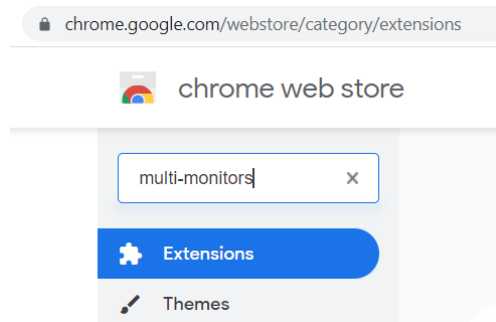 chrome.google.com/webstore/category/extensions
chrome web store
multi-monitors
Extensions
Themes